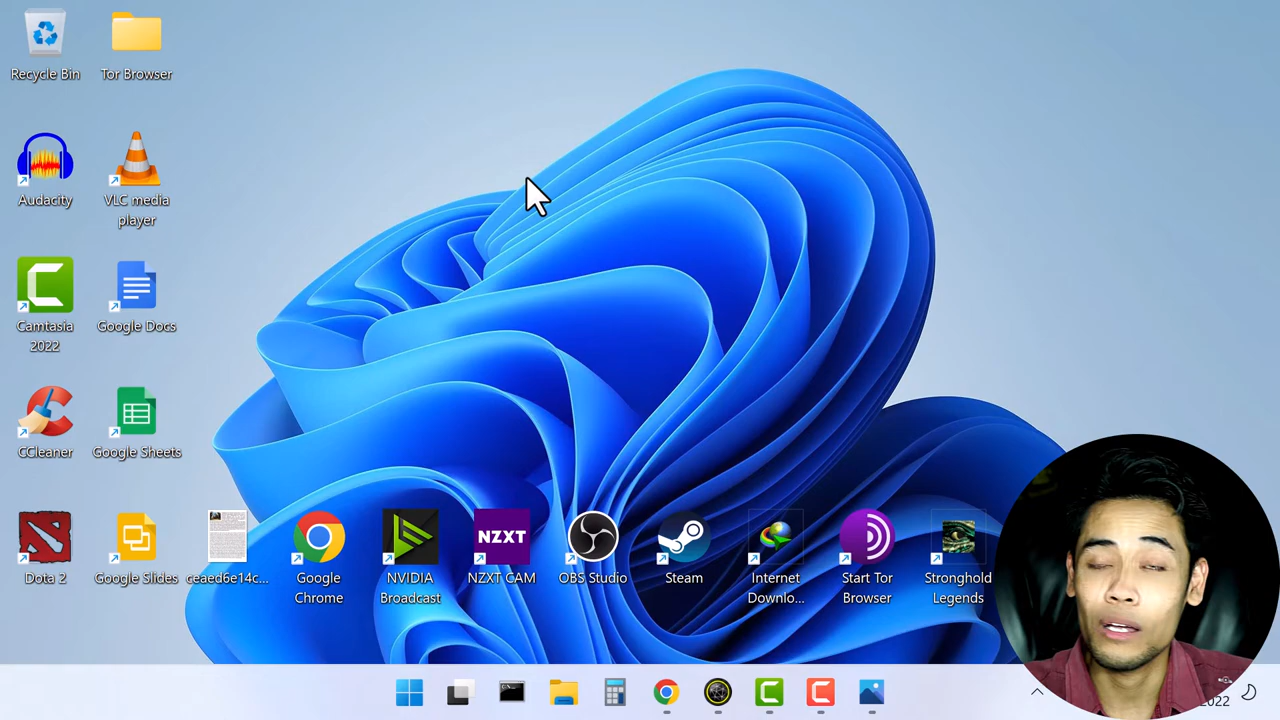 Recycle Bin
Tor Browser
Audacity
VLC media
player
Camtasia
2022
Google Docs
CCleaner
Google Sheets
Dota 2
Google Slides
ceaed6e14c...
Google
Chrome
NVIDIA
Broadcast
NZXT
NZXT CAM
OBS Studio
Steam
Internet
Downlo...
Start Tor
Browser
Stronghold
Legends
2022